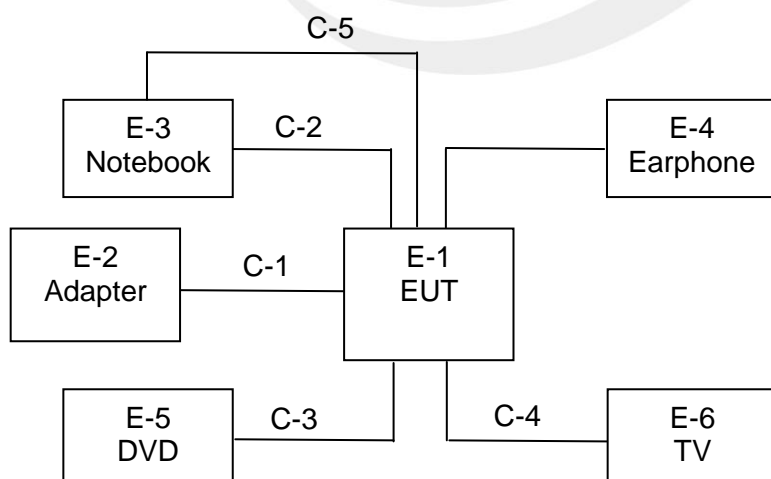 C-5
E-3
Notebook
C-2
E-4
Earphone
E-2
Adapter
C-1
E-1
EUT
E-5
DVD
C-3
C-4
E-6
TV